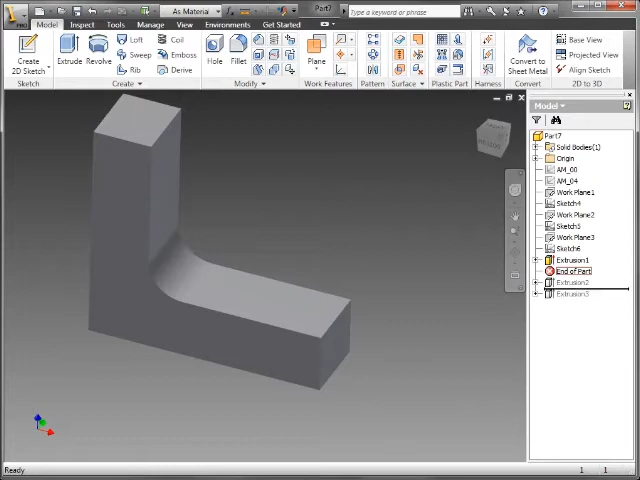 As Material
Part7
Type a keyword or phrase
PRO
Model Inspect Tools Manage View Environments Get Started
Create 2D Sketch
Extrude
Revolve
Loft
Sweep
Rib
Coil
Emboss
Derive
Hole
Fillet
Plane
Convert to Sheet Metal
Base View
Projected View
Align Sketch
Sketch Create Modify Work Features Pattern Surface Plastic Part Harness Convert 2D to 3D
Model
Part7
Solid Bodies(1)
Origin
AM_00
AM_04
Work Plane1
Sketch4
Work Plane2
Sketch5
Work Plane3
Sketch6
Extrusion1
End of Part
Extrusion2
Extrusion3
Ready
1 1